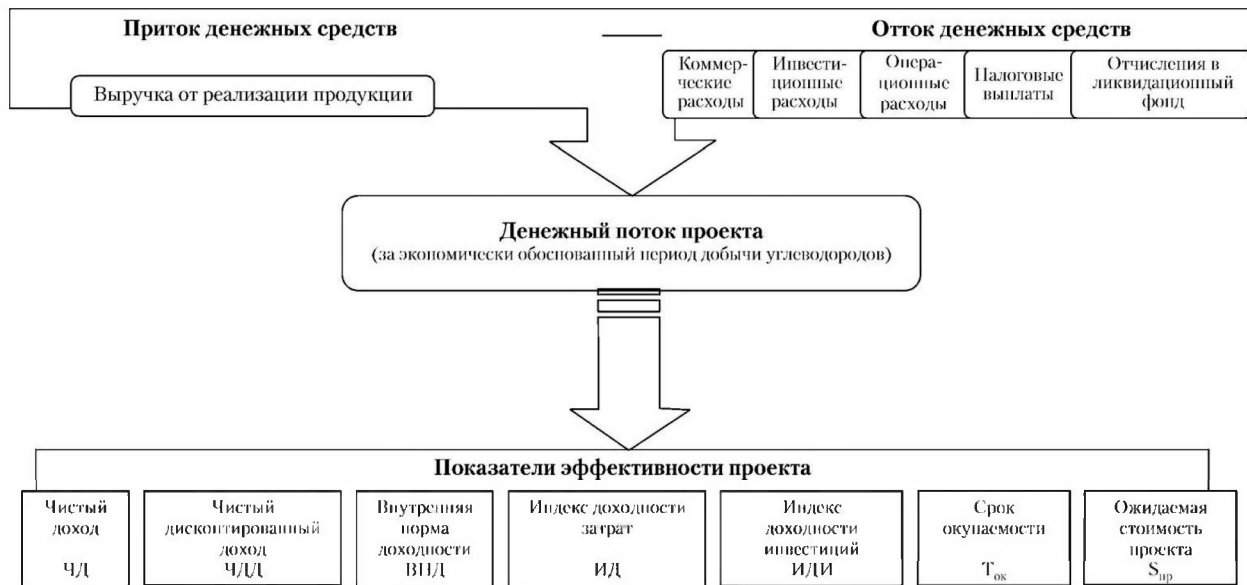 Приток денежных средств
Отток денежных средств
Выручка от реализации продукции
Коммер-
ческие
расходы
Инвести-
ционные
расходы
Опера-
ционные
расходы
Налоговые
выплаты
Отчисления в
ликвидационный
фонд
Денежный поток проекта
(за экономически обоснованный период добычи углеводородов)
Показатели эффективности проекта
Чистый
доход
ЧД
Чистый
дисконтированный
доход
ЧДД
Внутренняя
норма
доходности
ВНД
Индекс доходности
затрат
ИД
Индекс
доходности
инвестиций
ИДИ
Срок
окупаемости
Tок
Ожидаемая
стоимость
проекта
Sпр